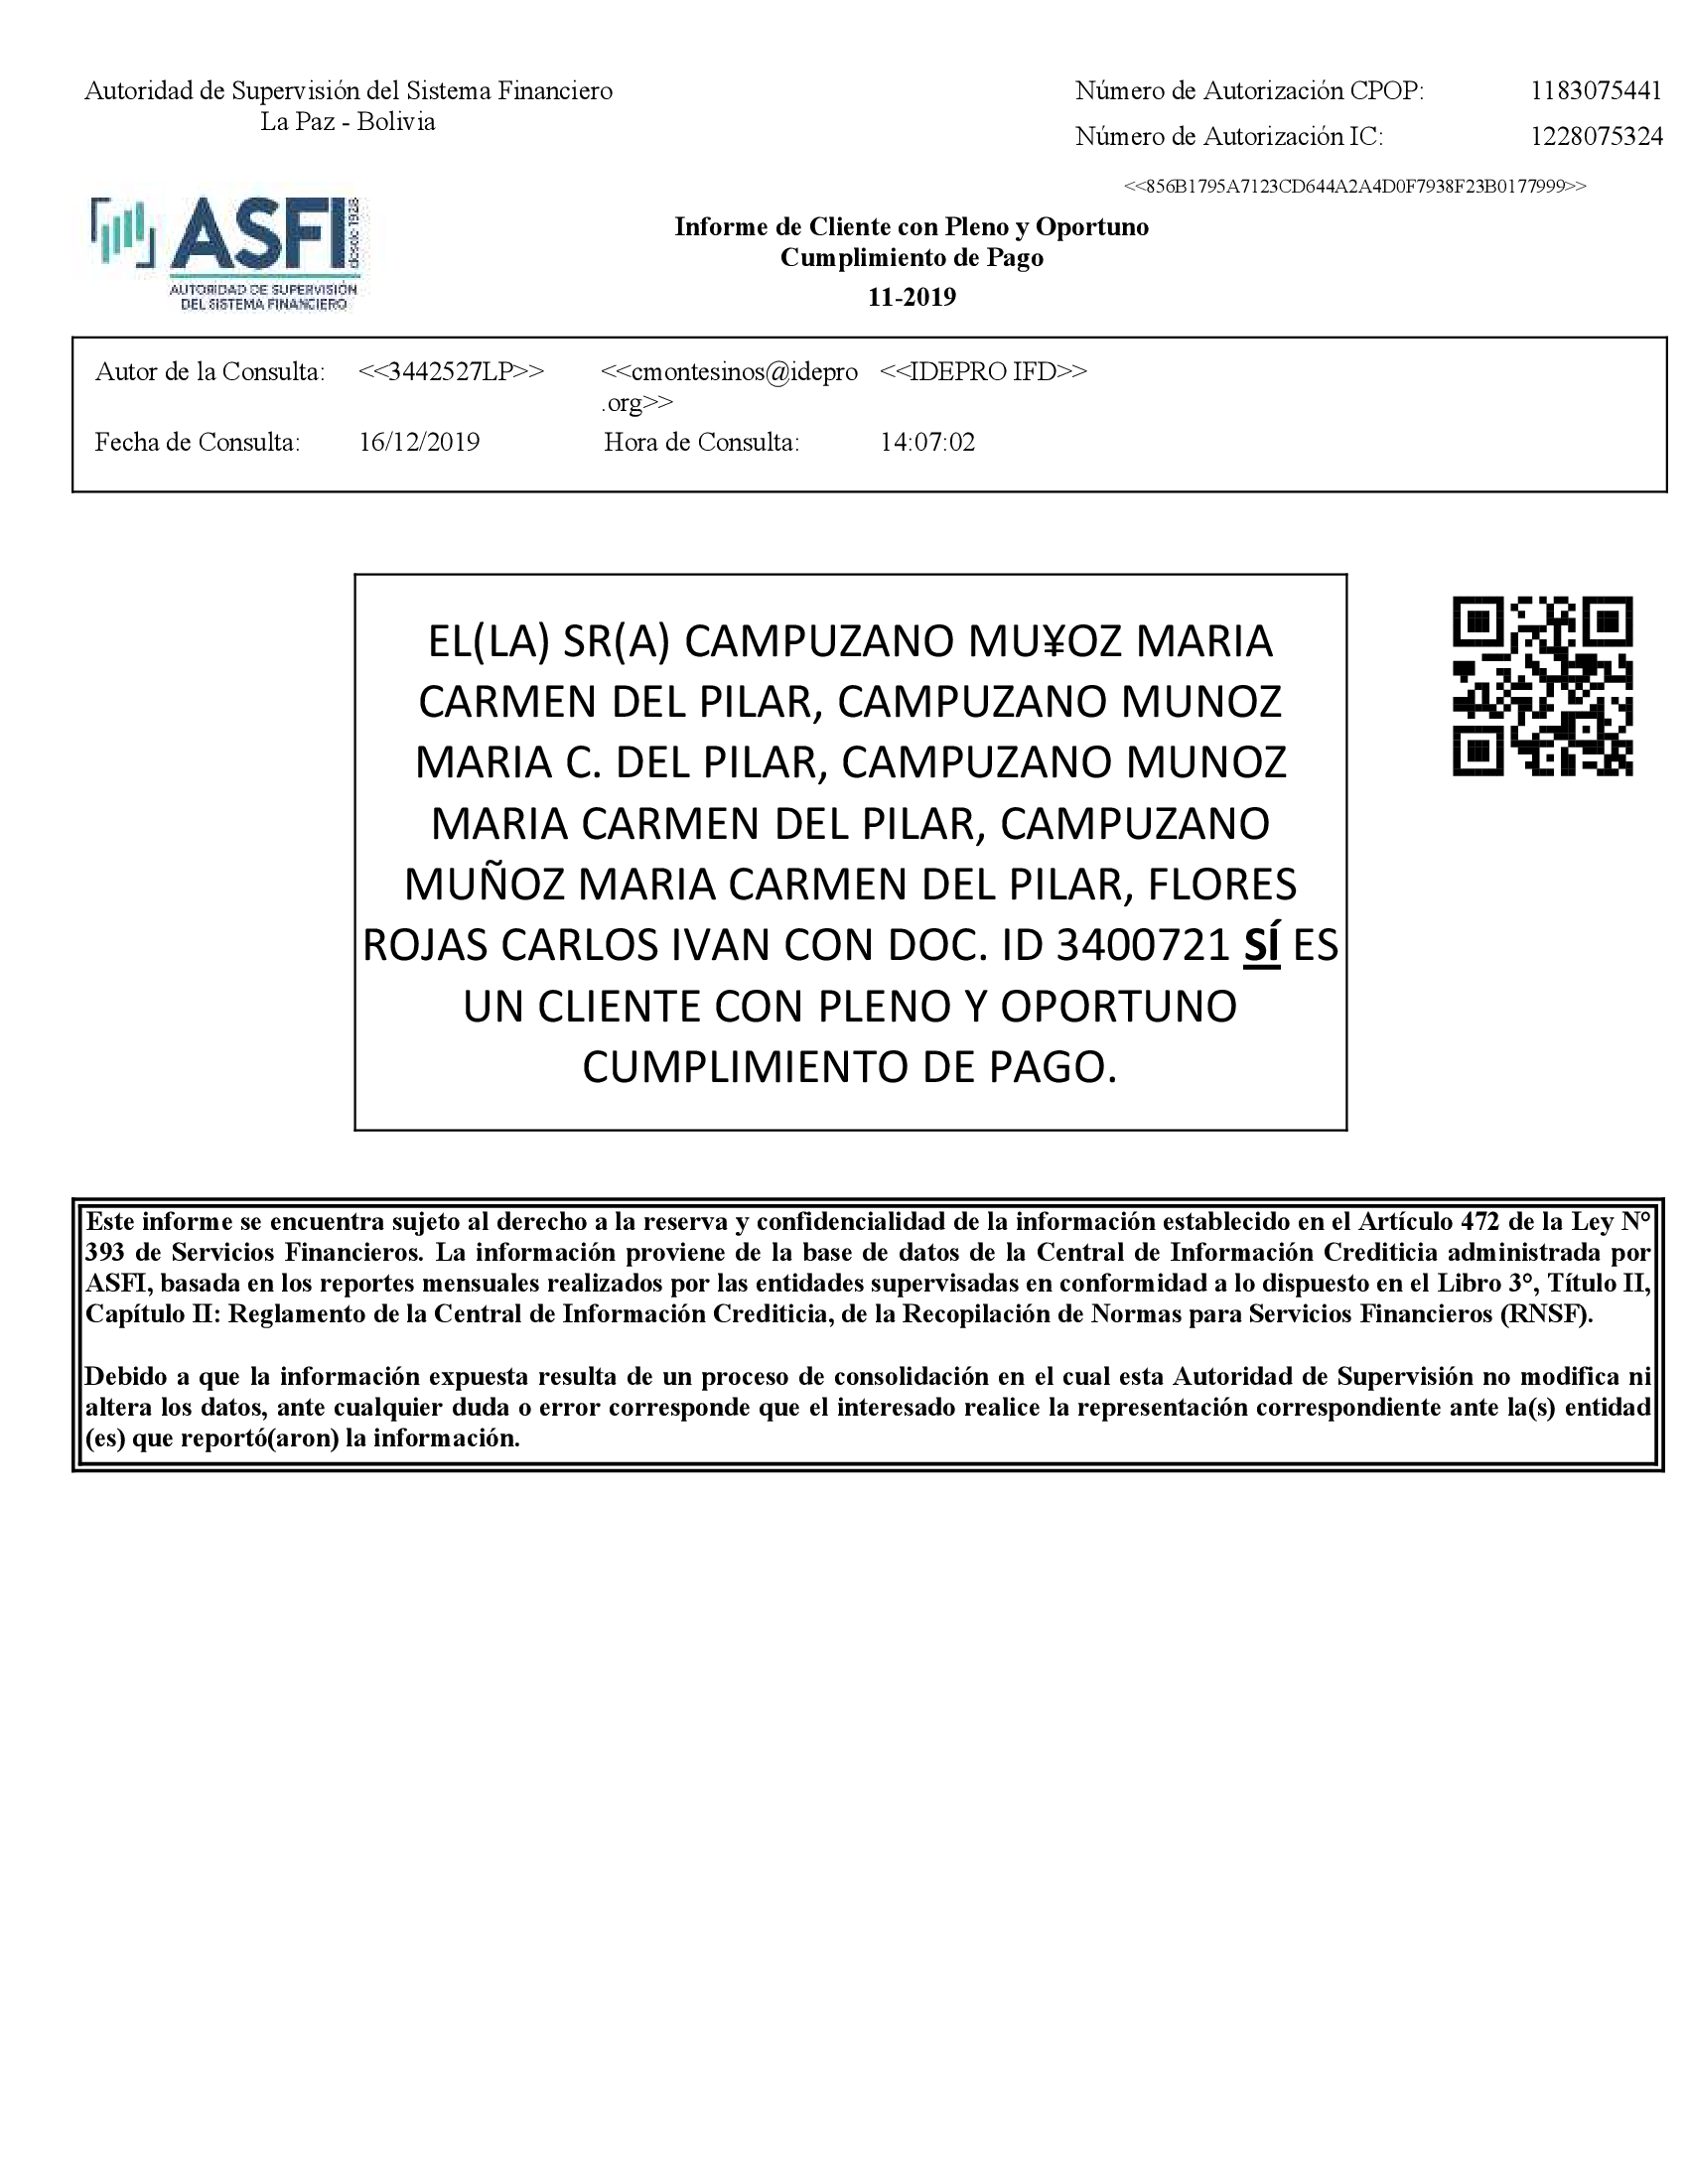 Autoridad de Supervisión del Sistema Financiero
La Paz - Bolivia
Número de Autorización CPOP: 1183075441
Número de Autorización IC: 1228075324
<<856B1795A7123CD644A2A4D0F7938F23B0177999>>
ASFI desde 1928
AUTORIDAD DE SUPERVISIÓN
DEL SISTEMA FINANCIERO
Informe de Cliente con Pleno y Oportuno
Cumplimiento de Pago
11-2019
Autor de la Consulta: <<3442527LP>> <<cmontesinos@idepro <<IDEPRO IFD>>
.org>>
Fecha de Consulta: 16/12/2019 Hora de Consulta: 14:07:02
EL(LA) SR(A) CAMPUZANO MU¥OZ MARIA
CARMEN DEL PILAR, CAMPUZANO MUNOZ
MARIA C. DEL PILAR, CAMPUZANO MUNOZ
MARIA CARMEN DEL PILAR, CAMPUZANO
MUÑOZ MARIA CARMEN DEL PILAR, FLORES
ROJAS CARLOS IVAN CON DOC. ID 3400721 SÍ ES
UN CLIENTE CON PLENO Y OPORTUNO
CUMPLIMIENTO DE PAGO.
Este informe se encuentra sujeto al derecho a la reserva y confidencialidad de la información establecido en el Artículo 472 de la Ley N°
393 de Servicios Financieros. La información proviene de la base de datos de la Central de Información Crediticia administrada por
ASFI, basada en los reportes mensuales realizados por las entidades supervisadas en conformidad a lo dispuesto en el Libro 3°, Título II,
Capítulo II: Reglamento de la Central de Información Crediticia, de la Recopilación de Normas para Servicios Financieros (RNSF).
Debido a que la información expuesta resulta de un proceso de consolidación en el cual esta Autoridad de Supervisión no modifica ni
altera los datos, ante cualquier duda o error corresponde que el interesado realice la representación correspondiente ante la(s) entidad
(es) que reportó(aron) la información.